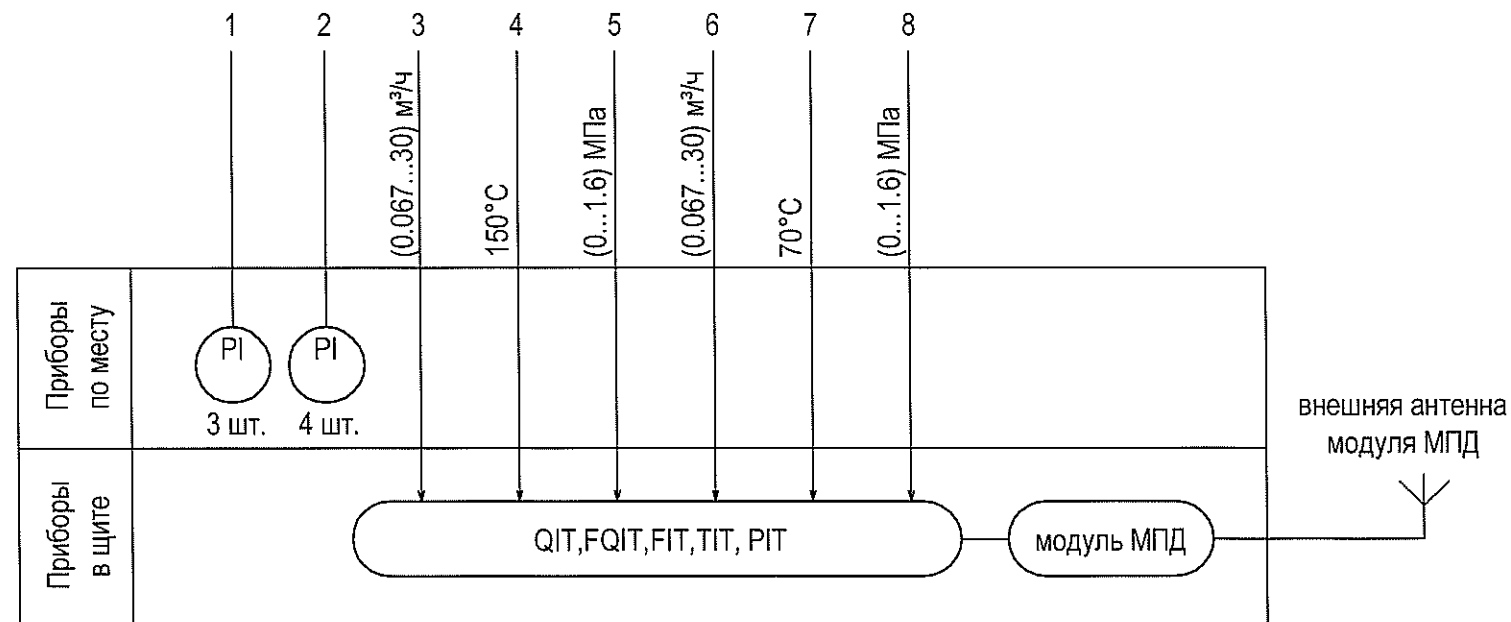 1 2 3 4 5 6 7 8
(0.067...30) м³/ч
150°C
(0...1.6) МПа
(0.067...30) м³/ч
70°C
(0...1.6) МПа
Приборы
по месту
PI PI
3 шт. 4 шт.
внешняя антенна
модуля МПД
Приборы
в щите
QIT,FQIT,FIT,TIT, PIT
модуль МПД